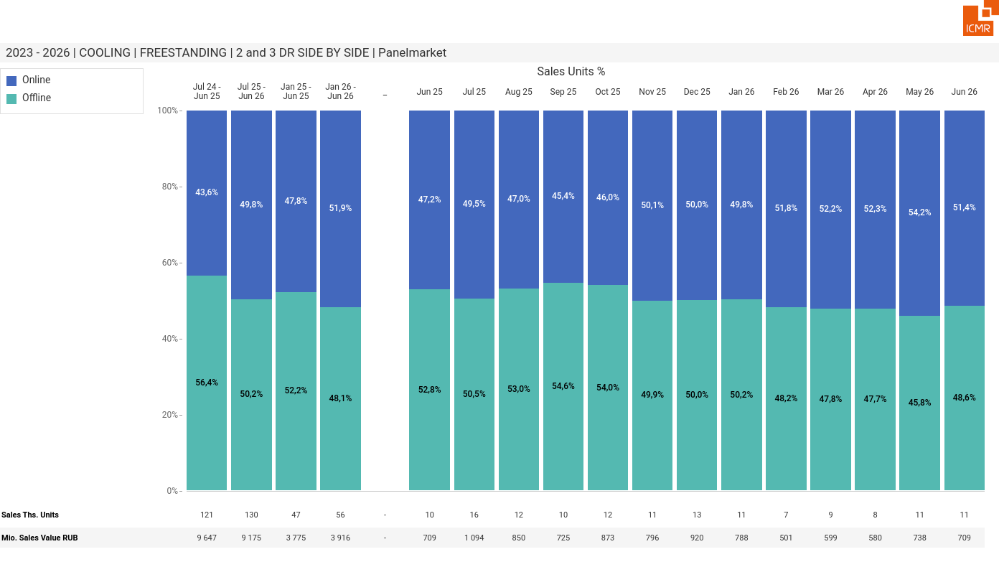 ICMR
2023 - 2026 | COOLING | FREESTANDING | 2 and 3 DR SIDE BY SIDE | Panelmarket
Online
Offline
Sales Units %
Jul 24 - Jun 25 Jul 25 - Jun 26 Jan 25 - Jun 25 Jan 26 - Jun 26 – Jun 25 Jul 25 Aug 25 Sep 25 Oct 25 Nov 25 Dec 25 Jan 26 Feb 26 Mar 26 Apr 26 May 26 Jun 26
100%
80%
60%
40%
20%
0%
43,6% 49,8% 47,8% 51,9% 47,2% 49,5% 47,0% 45,4% 46,0% 50,1% 50,0% 49,8% 51,8% 52,2% 52,3% 54,2% 51,4%
56,4% 50,2% 52,2% 48,1% 52,8% 50,5% 53,0% 54,6% 54,0% 49,9% 50,0% 50,2% 48,2% 47,8% 47,7% 45,8% 48,6%
Sales Ths. Units 121 130 47 56 - 10 16 12 10 12 11 13 11 7 9 8 11 11
Mio. Sales Value RUB 9 647 9 175 3 775 3 916 - 709 1 094 850 725 873 796 920 788 501 599 580 738 709